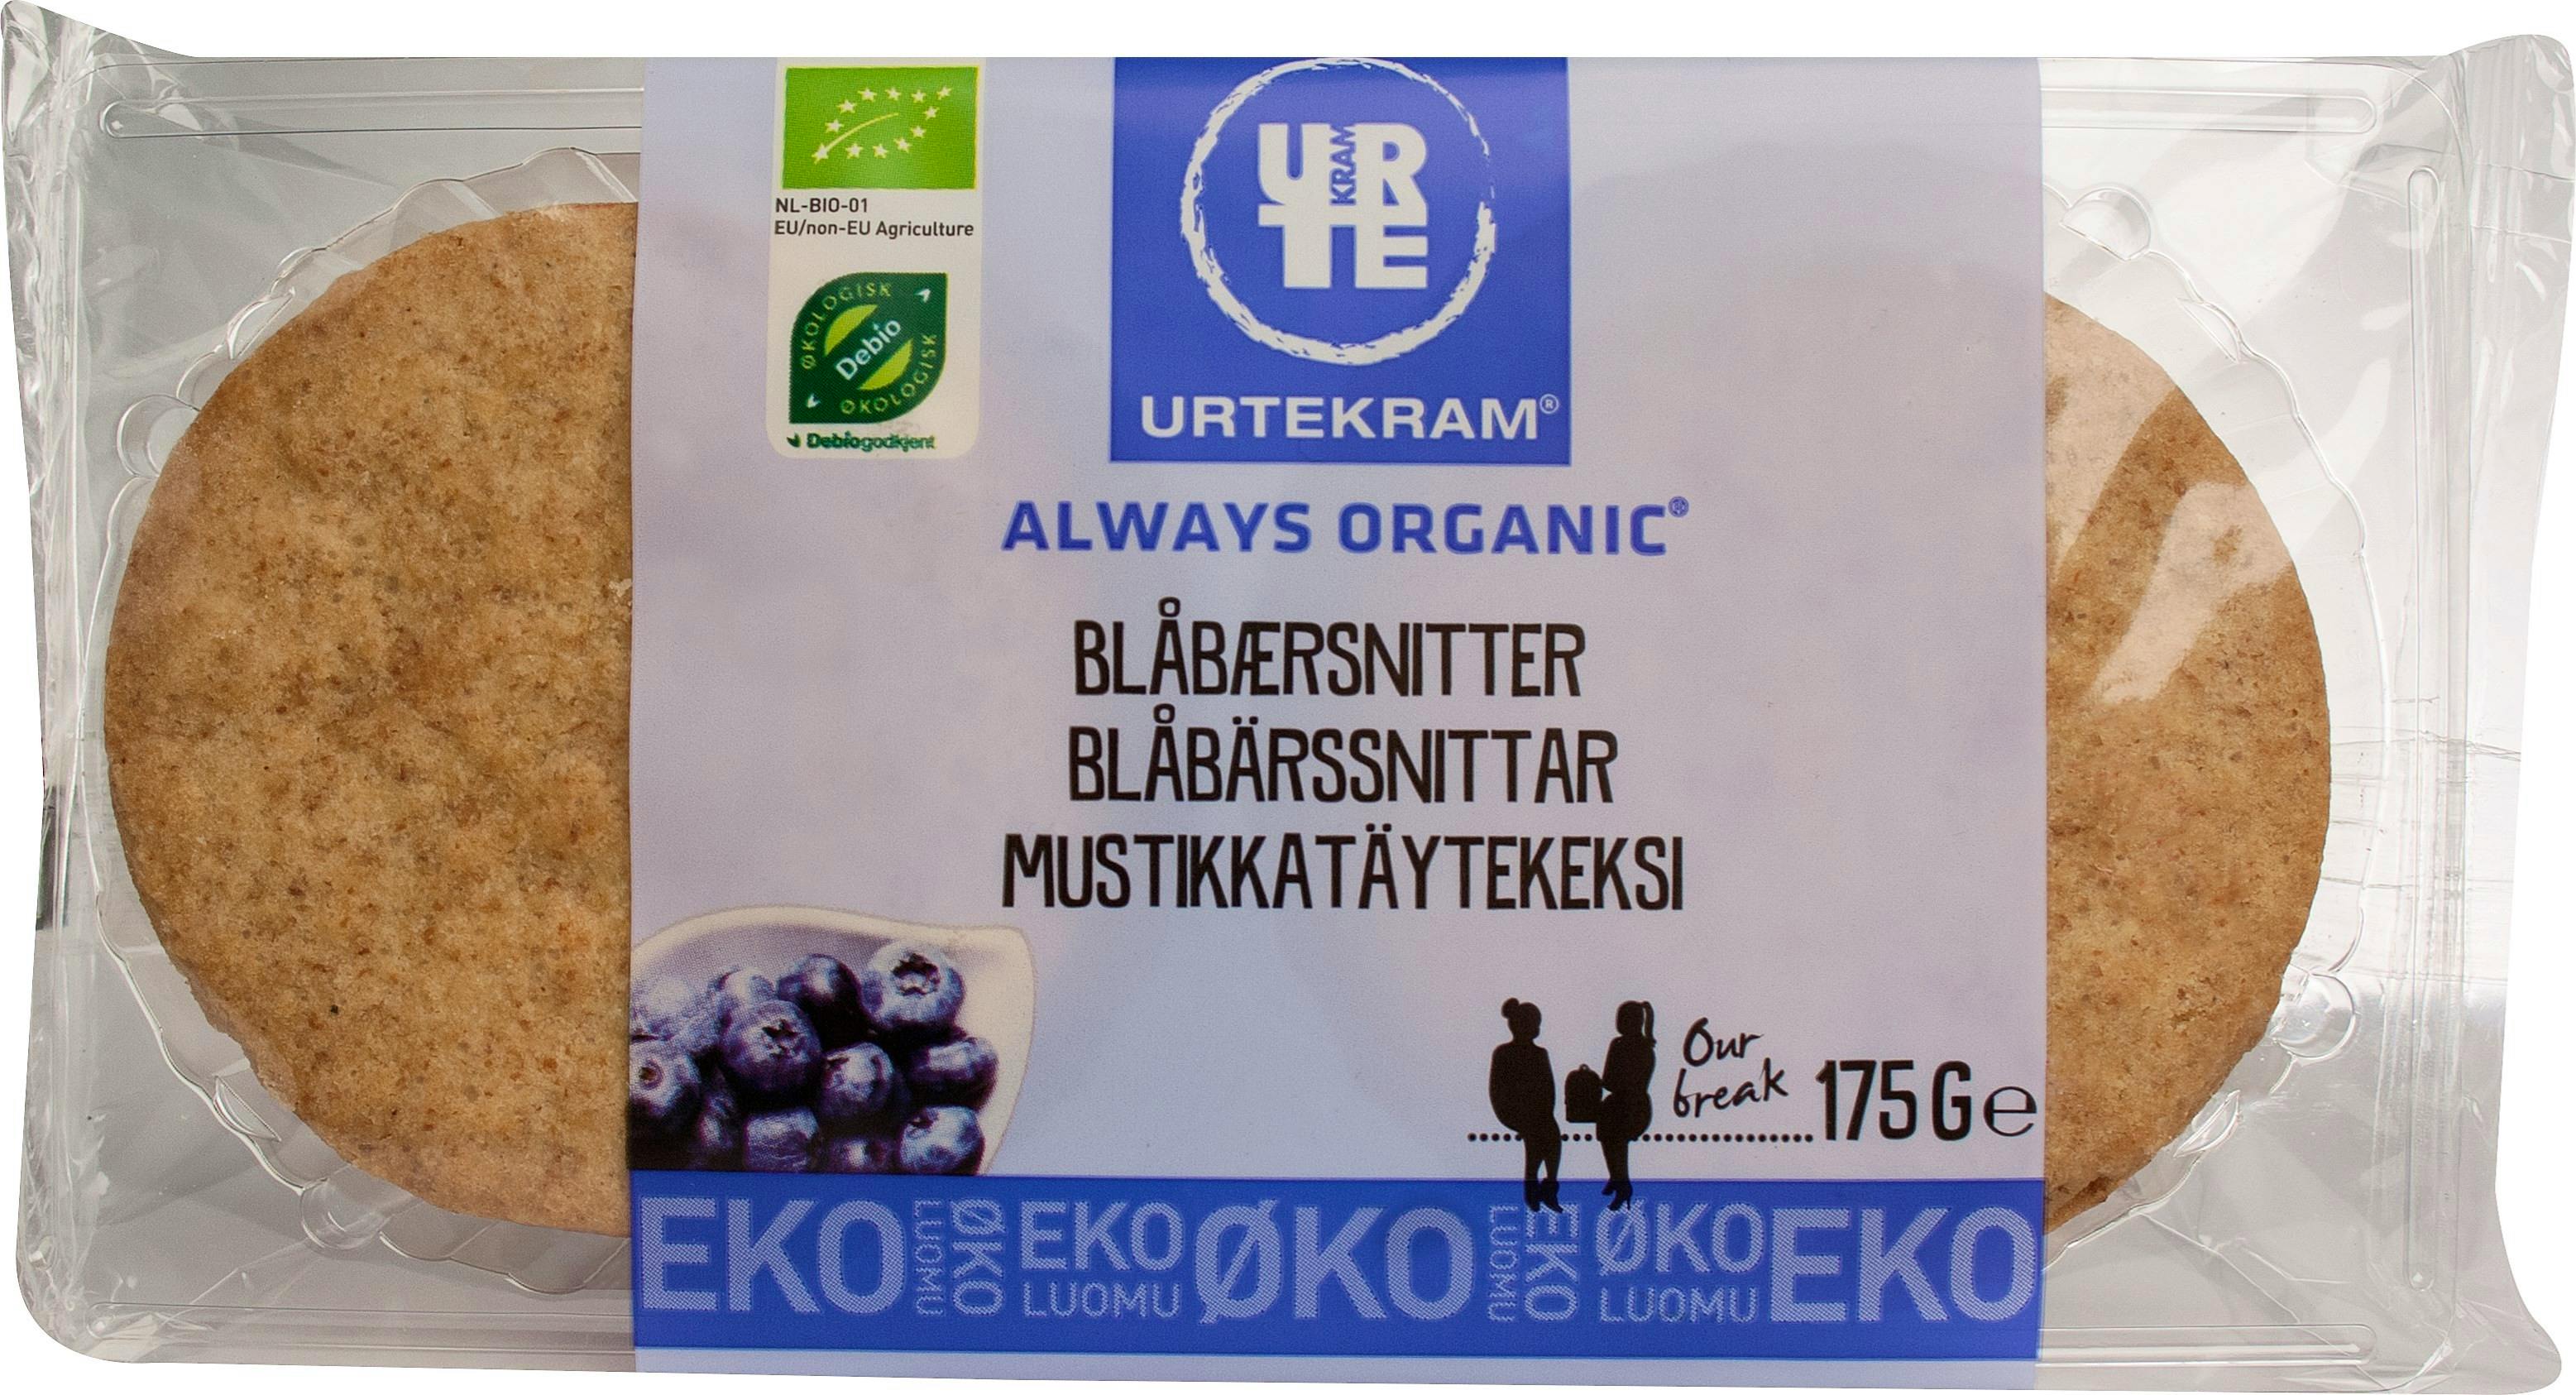 NL-BIO-01
EU/non-EU Agriculture
ØKOLOGISK
Debio
ØKOLOGISK
ØKOLOGISK
Debiogodkjent
URTE
KRAM
URTEKRAM®
ALWAYS ORGANIC®
BLÅBÆRSNITTER
BLÅBÄRSSNITTAR
MUSTIKKATÄYTEKEKSI
Our
break
175 G e
EKO LUOMU ØKO EKO LUOMU ØKO LUOMU EKO ØKO LUOMU EKO